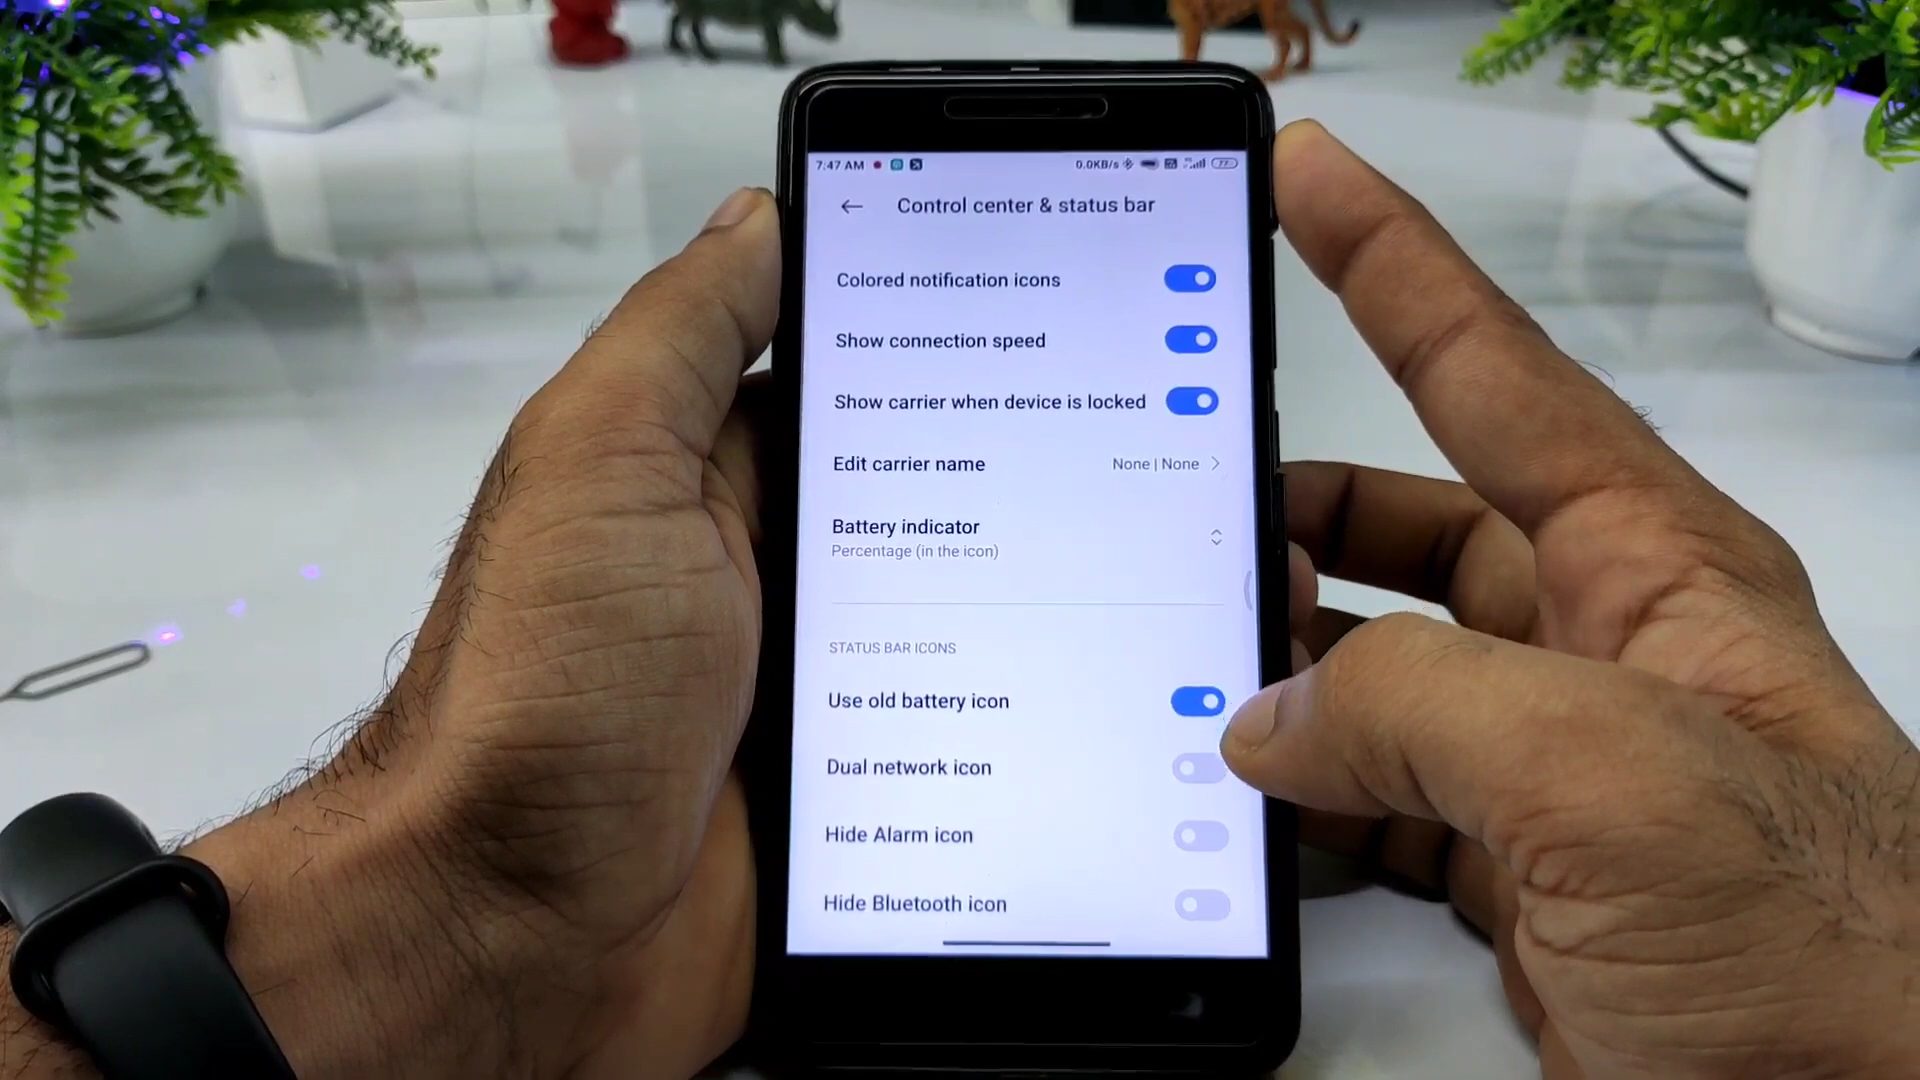 7:47 AM 0.0KB/s 77
Control center & status bar
Colored notification icons
Show connection speed
Show carrier when device is locked
Edit carrier name None | None
Battery indicator
Percentage (in the icon)
STATUS BAR ICONS
Use old battery icon
Dual network icon
Hide Alarm icon
Hide Bluetooth icon